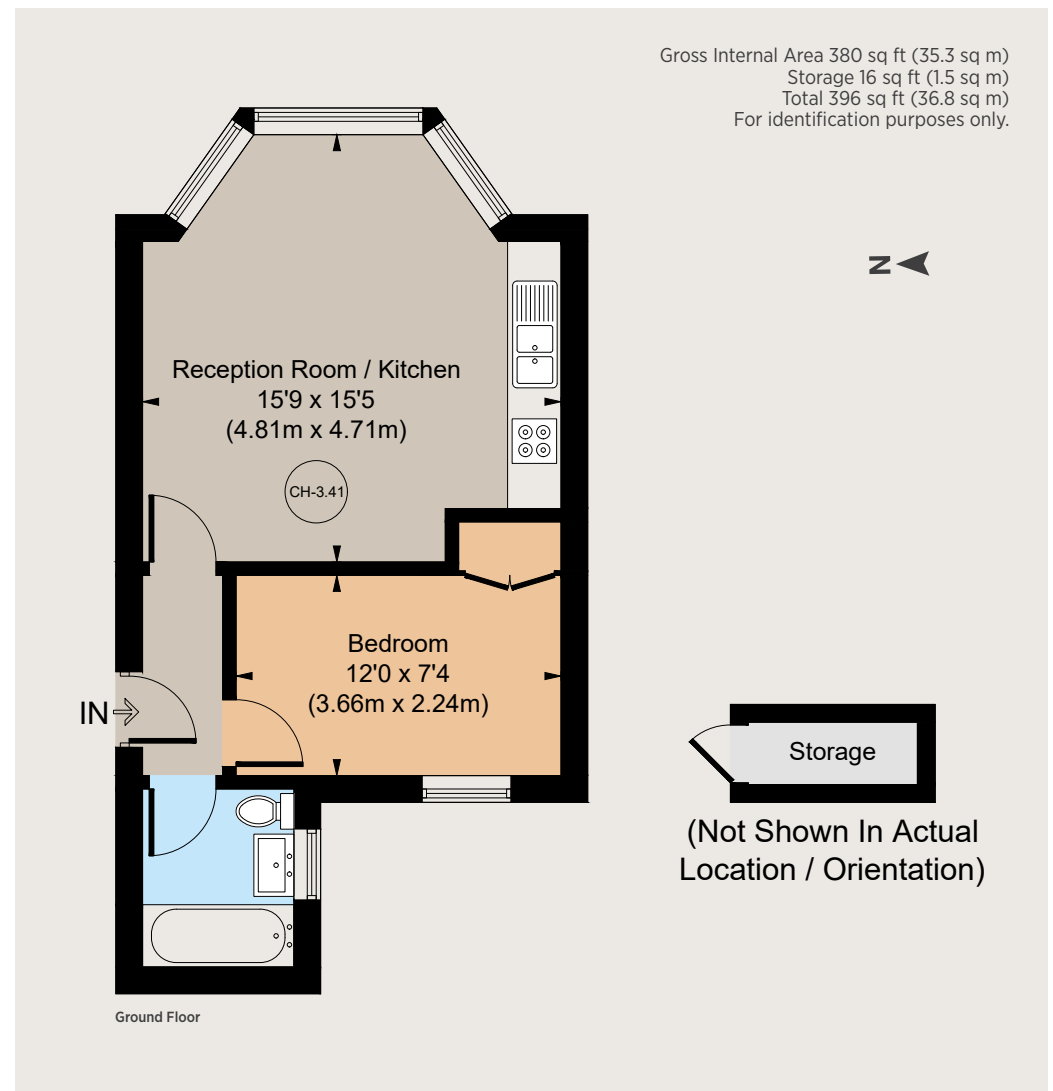 Gross Internal Area 380 sq ft (35.3 sq m)
Storage 16 sq ft (1.5 sq m)
Total 396 sq ft (36.8 sq m)
For identification purposes only.
N
Reception Room / Kitchen
15'9 x 15'5
(4.81m x 4.71m)
CH-3.41
Bedroom
12'0 x 7'4
(3.66m x 2.24m)
IN
Storage
(Not Shown In Actual
Location / Orientation)
Ground Floor